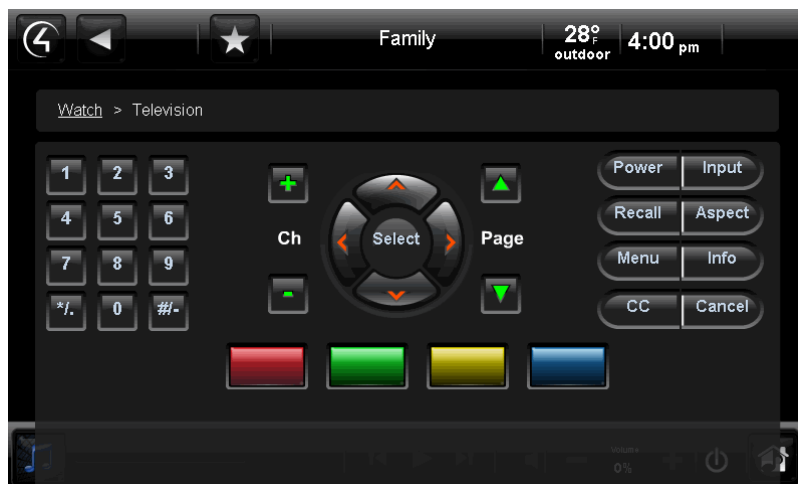 Family
28°F
outdoor
4:00 pm
Watch > Television
1 2 3
4 5 6
7 8 9
*/. 0 #/-
+
Ch
-
Select
Page
Power Input
Recall Aspect
Menu Info
CC Cancel
0%